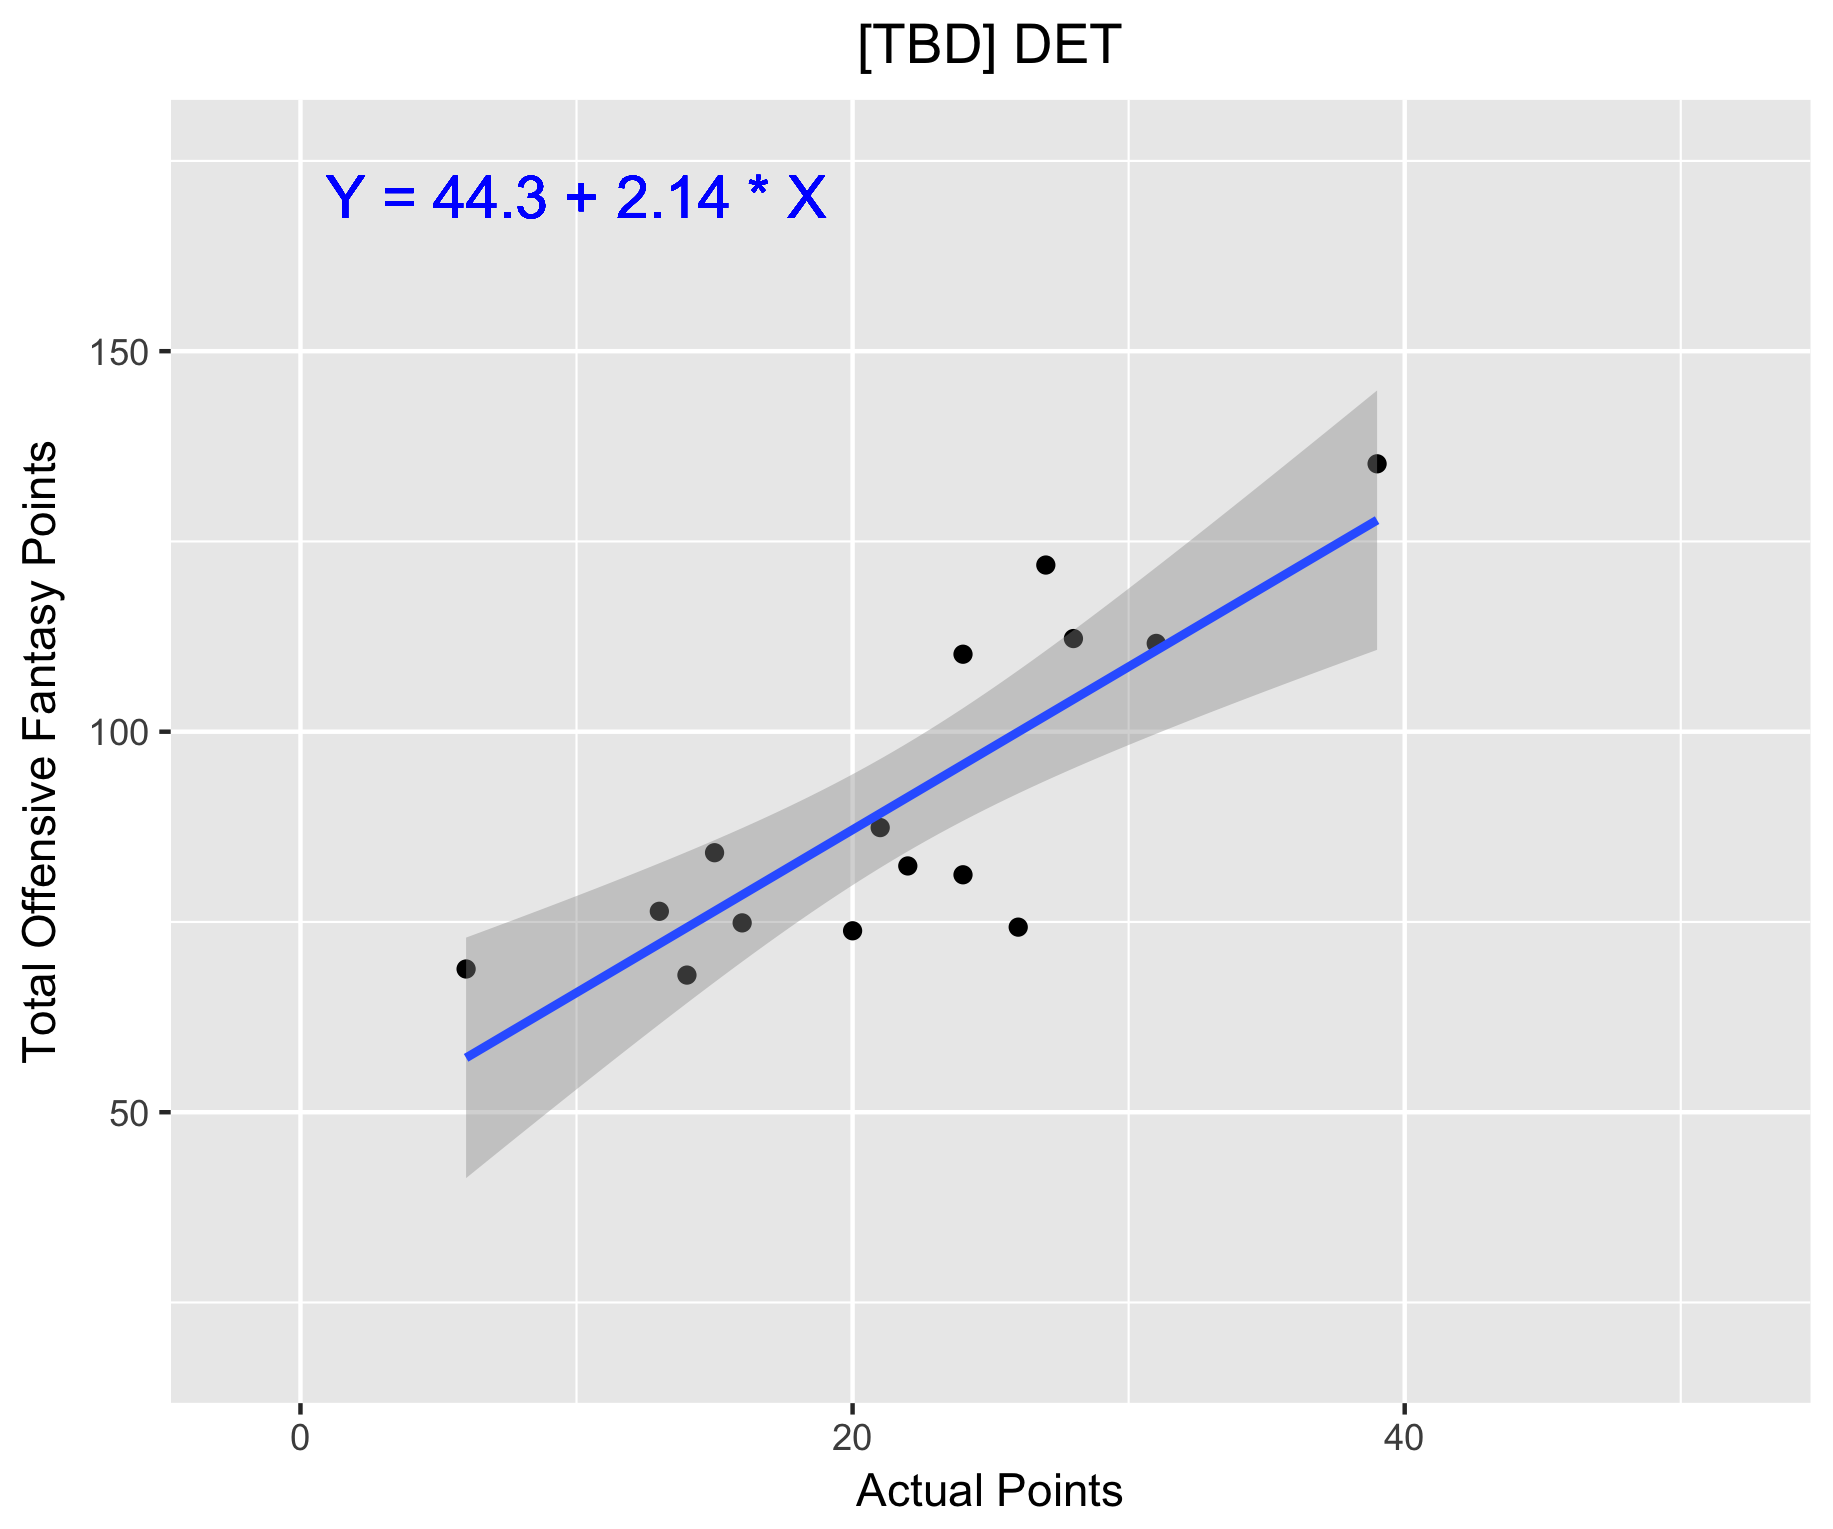 [TBD] DET
Y = 44.3 + 2.14 * X
Total Offensive Fantasy Points
150
100
50
0
20
40
Actual Points